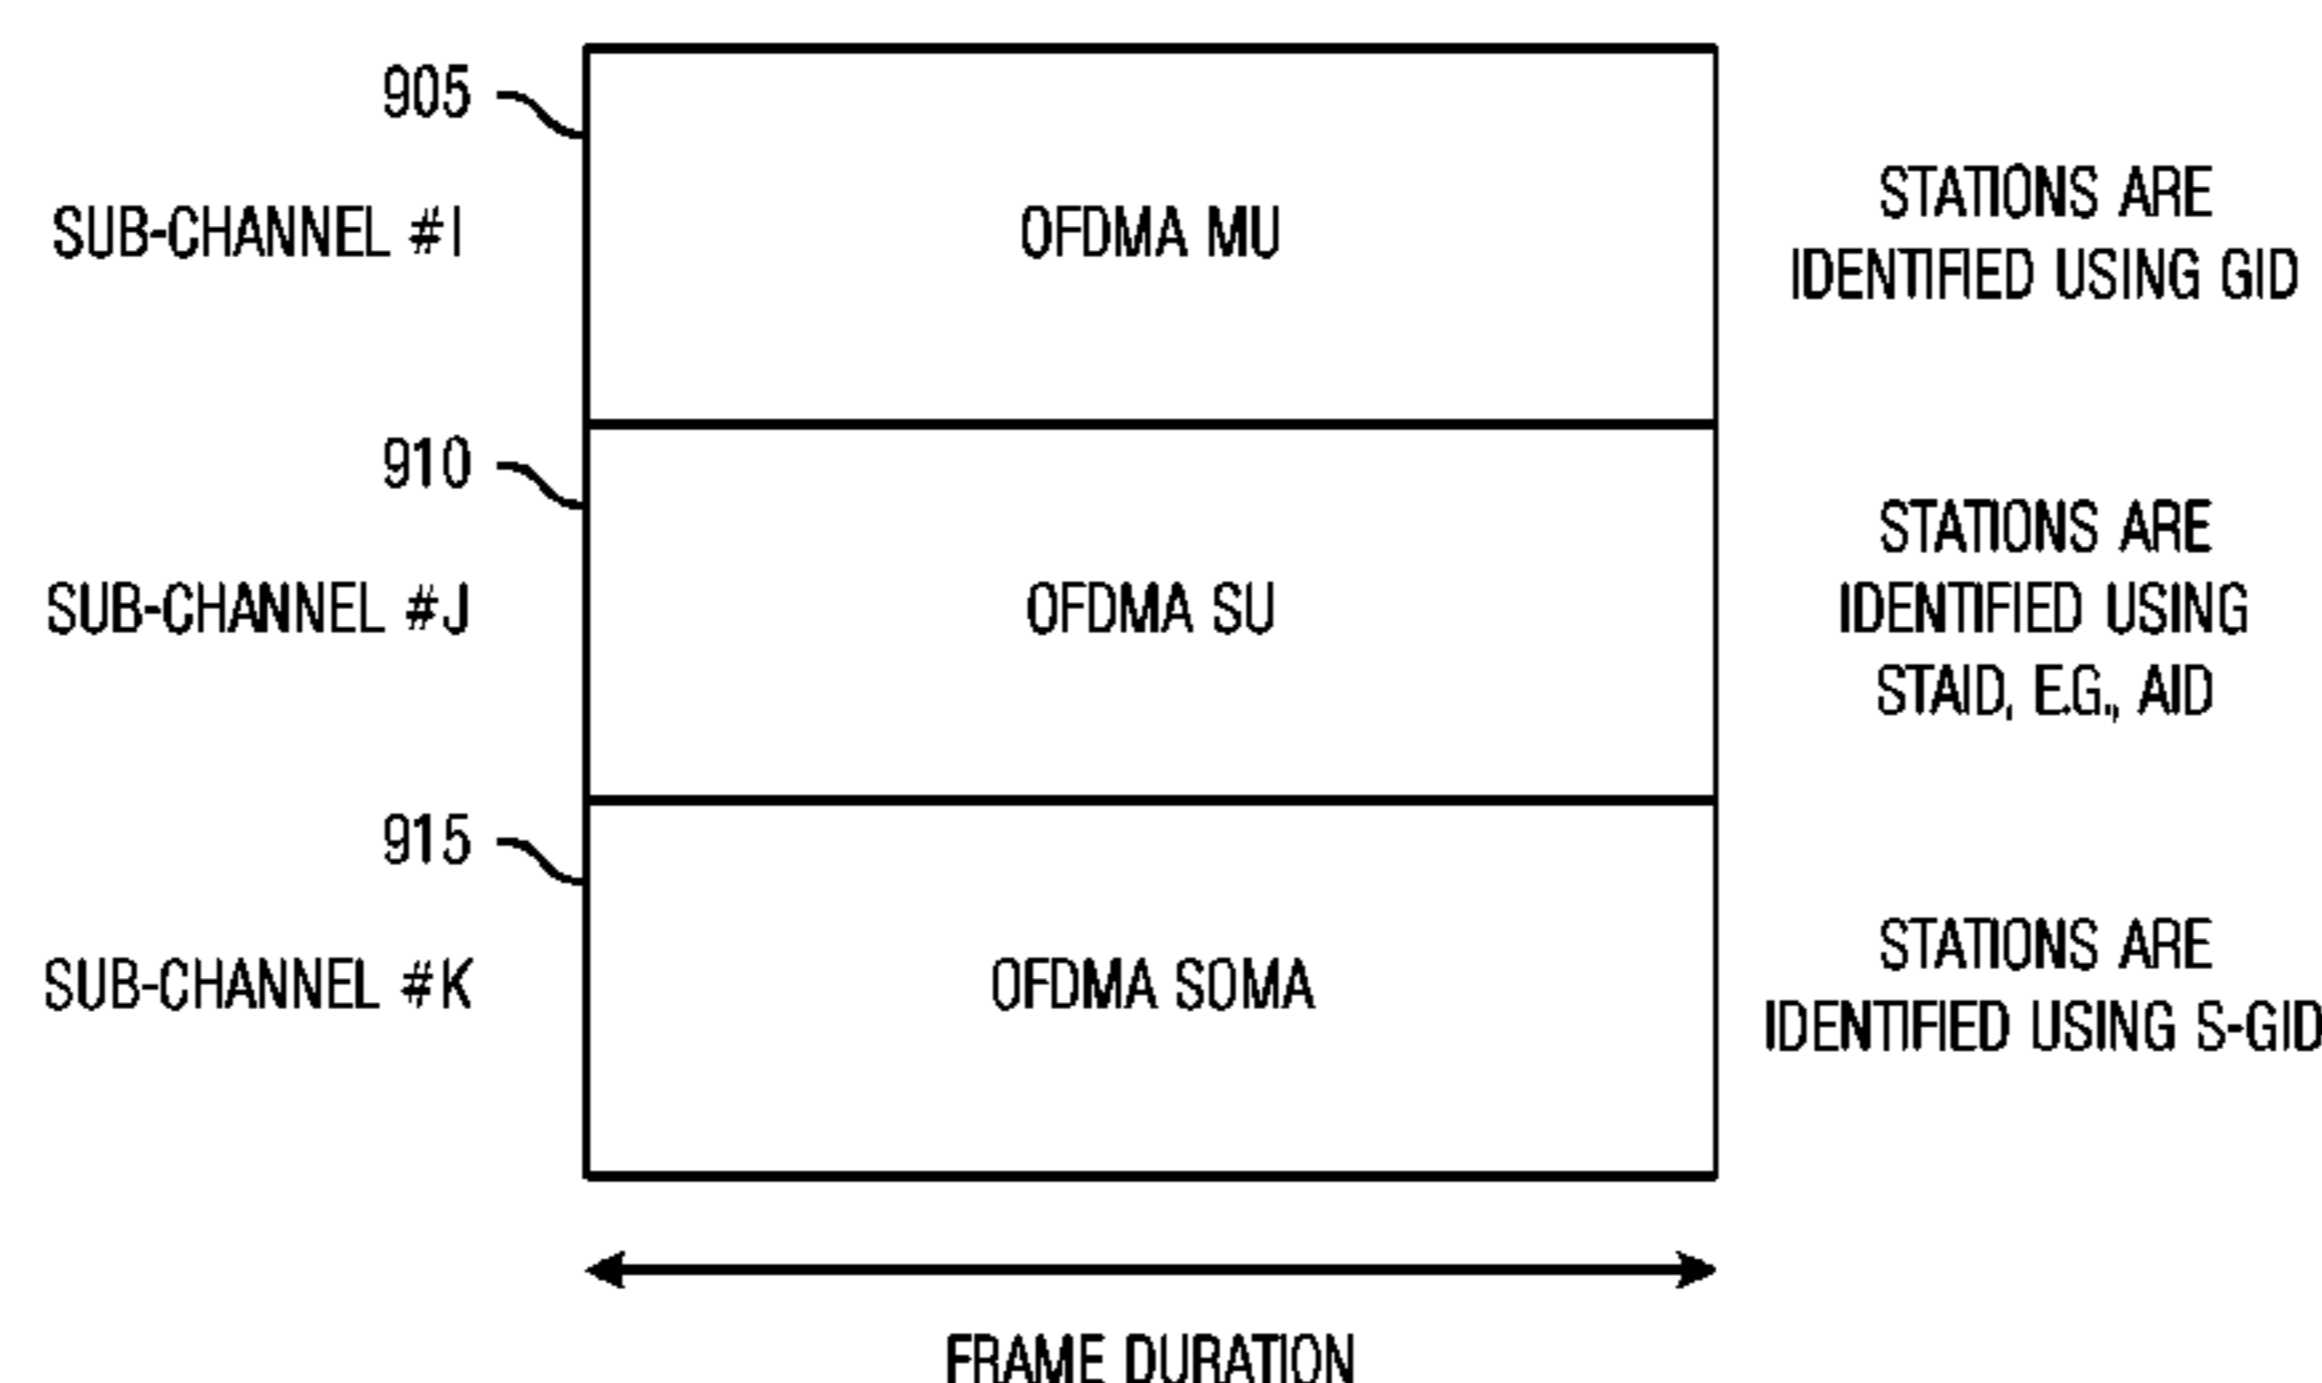 905
SUB-CHANNEL #I
OFDMA MU
STATIONS ARE
IDENTIFIED USING GID
910
SUB-CHANNEL #J
OFDMA SU
STATIONS ARE
IDENTIFIED USING
STAID, E.G., AID
915
SUB-CHANNEL #K
OFDMA SOMA
STATIONS ARE
IDENTIFIED USING S-GID
FRAME DURATION